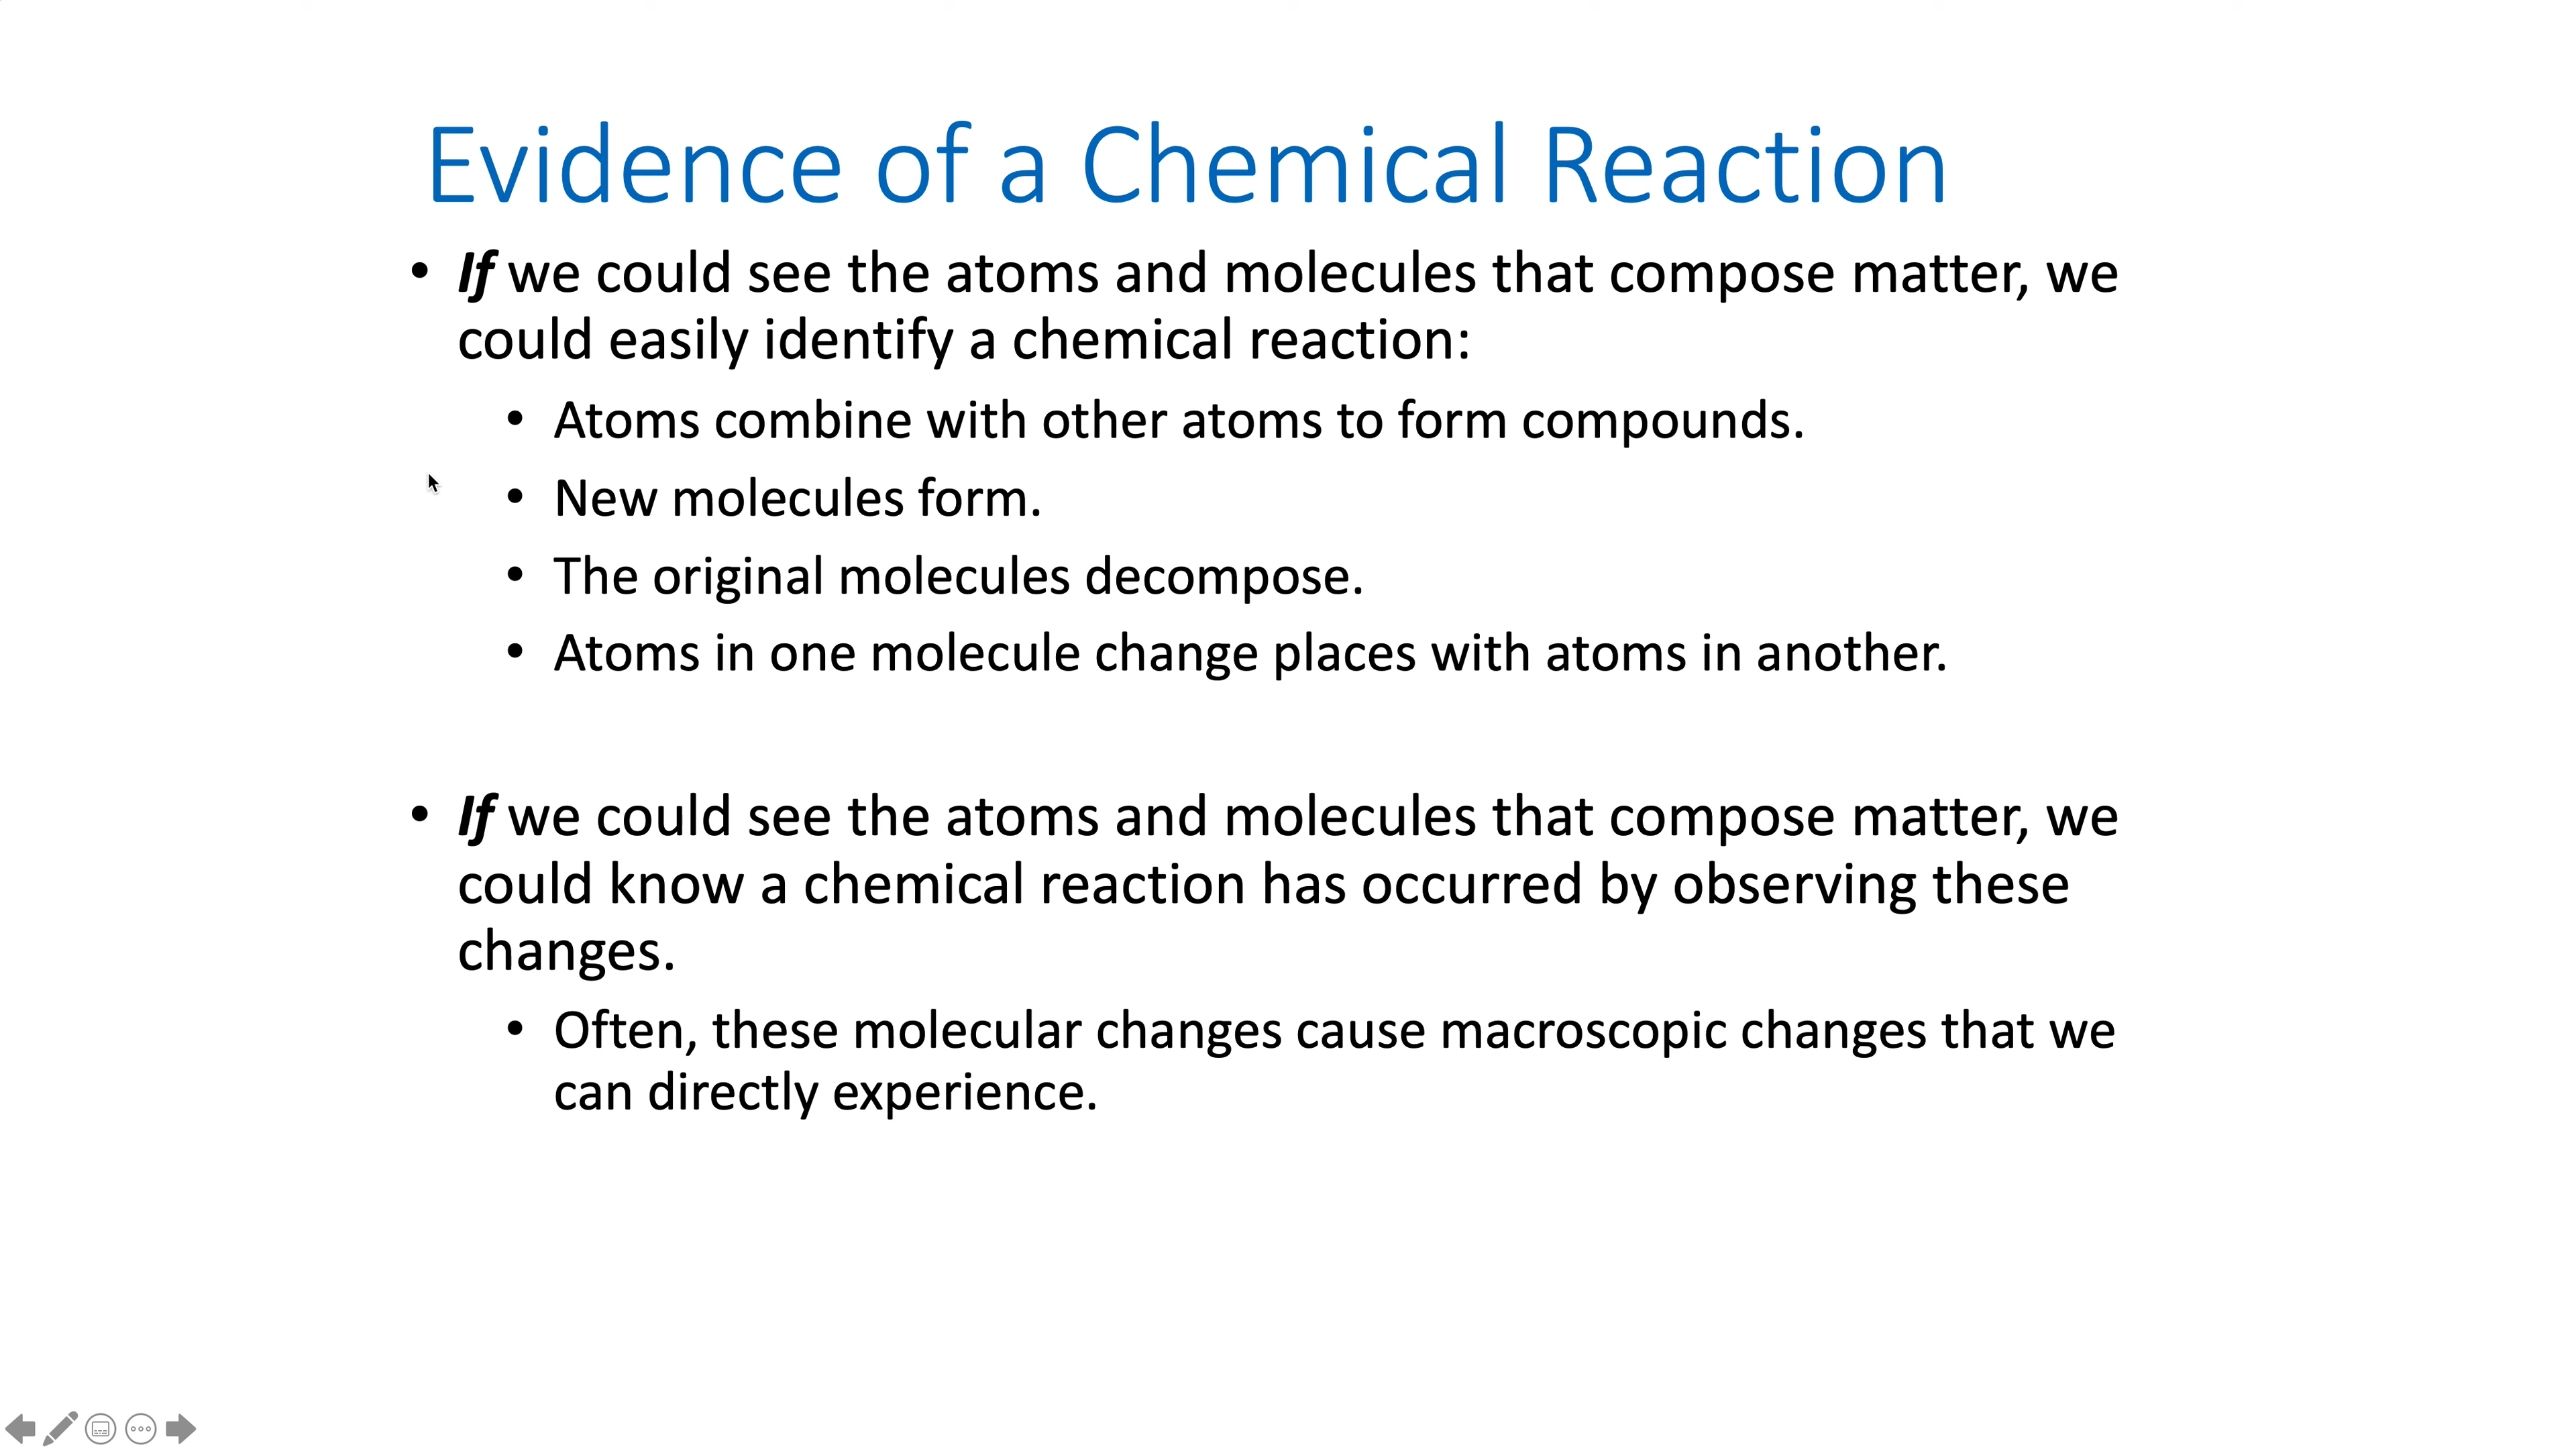 Evidence of a Chemical Reaction
• If we could see the atoms and molecules that compose matter, we
could easily identify a chemical reaction:
• Atoms combine with other atoms to form compounds.
• New molecules form.
• The original molecules decompose.
• Atoms in one molecule change places with atoms in another.
• If we could see the atoms and molecules that compose matter, we
could know a chemical reaction has occurred by observing these
changes.
• Often, these molecular changes cause macroscopic changes that we
can directly experience.